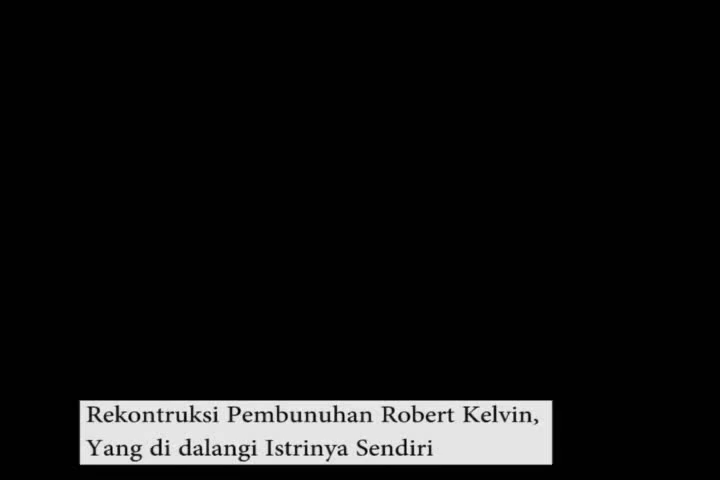 Rekontruksi Pembunuhan Robert Kelvin,
Yang di dalangi Istrinya Sendiri